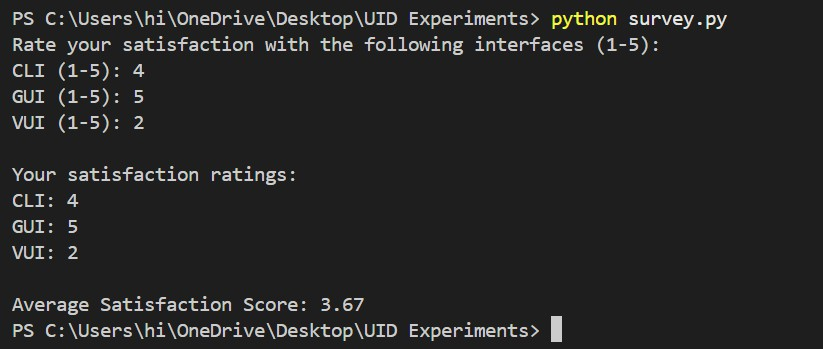 PS C:\Users\hi\OneDrive\Desktop\UID Experiments> python survey.py
Rate your satisfaction with the following interfaces (1-5):
CLI (1-5): 4
GUI (1-5): 5
VUI (1-5): 2
Your satisfaction ratings:
CLI: 4
GUI: 5
VUI: 2
Average Satisfaction Score: 3.67
PS C:\Users\hi\OneDrive\Desktop\UID Experiments>